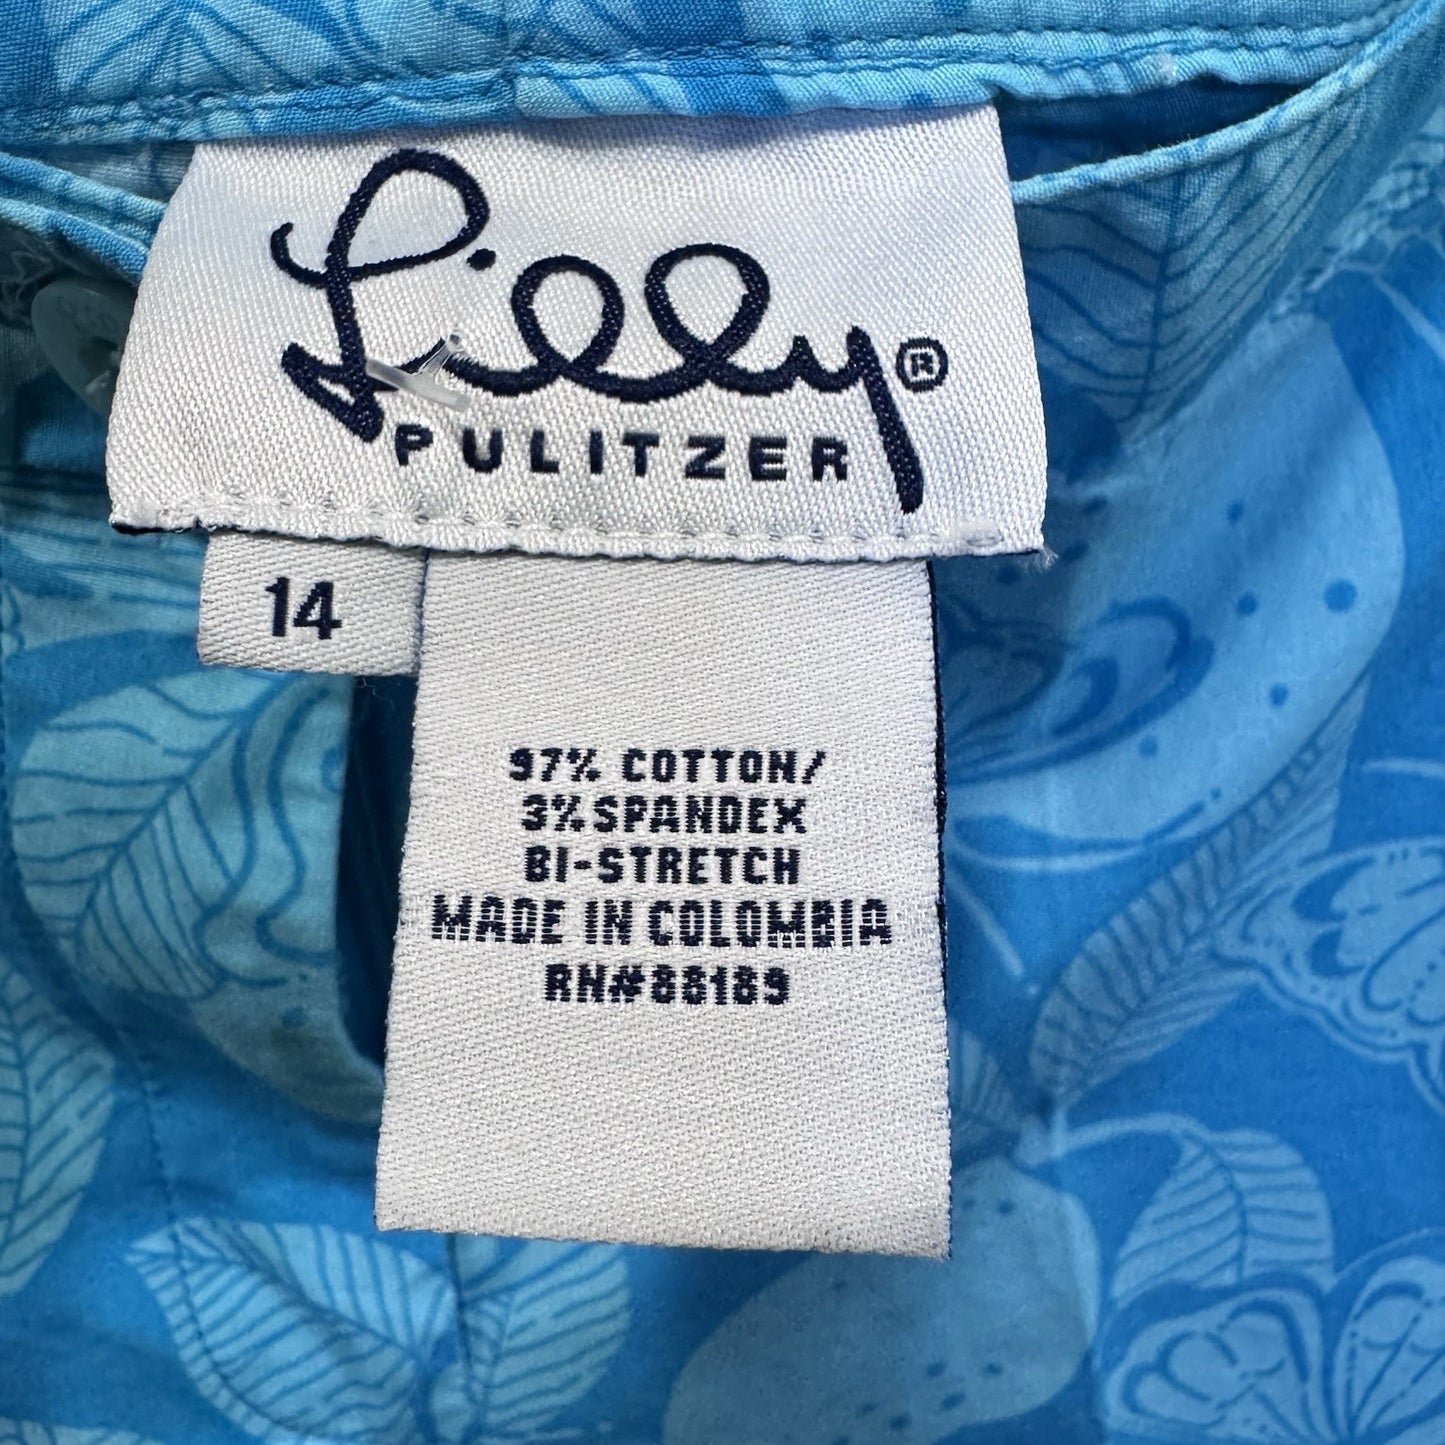 Lilly®
PULITZER
14
97% COTTON/
3% SPANDEX
BI-STRETCH
MADE IN COLOMBIA
RN#88189